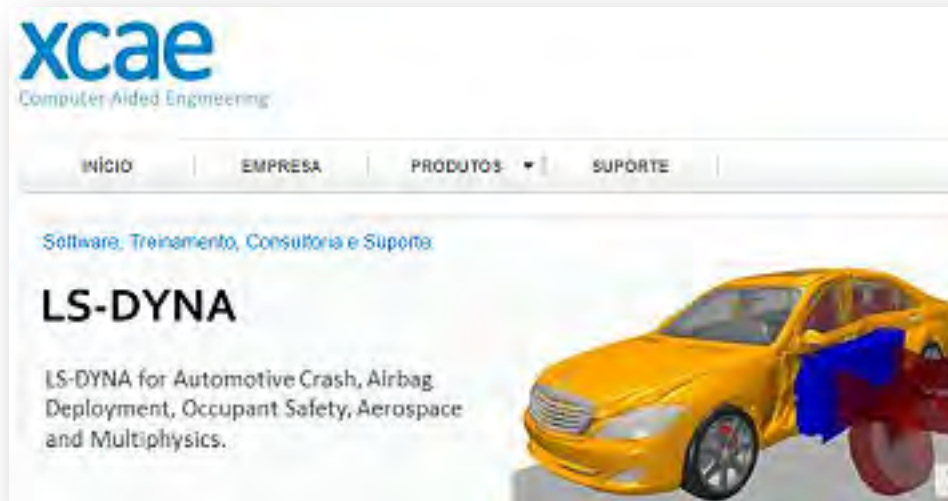 xcae
Computer Aided Engineering
INÍCIO
EMPRESA
PRODUTOS
SUPORTE
Software, Treinamento, Consultoria e Suporte
LS-DYNA
LS-DYNA for Automotive Crash, Airbag
Deployment, Occupant Safety, Aerospace
and Multiphysics.